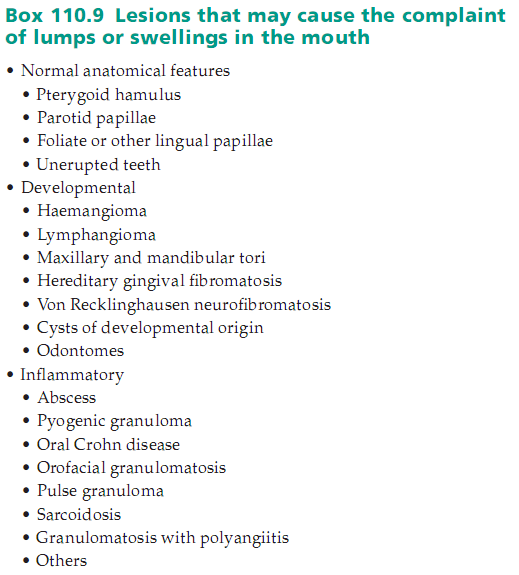 Box 110.9 Lesions that may cause the complaint
of lumps or swellings in the mouth
• Normal anatomical features
• Pterygoid hamulus
• Parotid papillae
• Foliate or other lingual papillae
• Unerupted teeth
• Developmental
• Haemangioma
• Lymphangioma
• Maxillary and mandibular tori
• Hereditary gingival fibromatosis
• Von Recklinghausen neurofibromatosis
• Cysts of developmental origin
• Odontomes
• Inflammatory
• Abscess
• Pyogenic granuloma
• Oral Crohn disease
• Orofacial granulomatosis
• Pulse granuloma
• Sarcoidosis
• Granulomatosis with polyangiitis
• Others